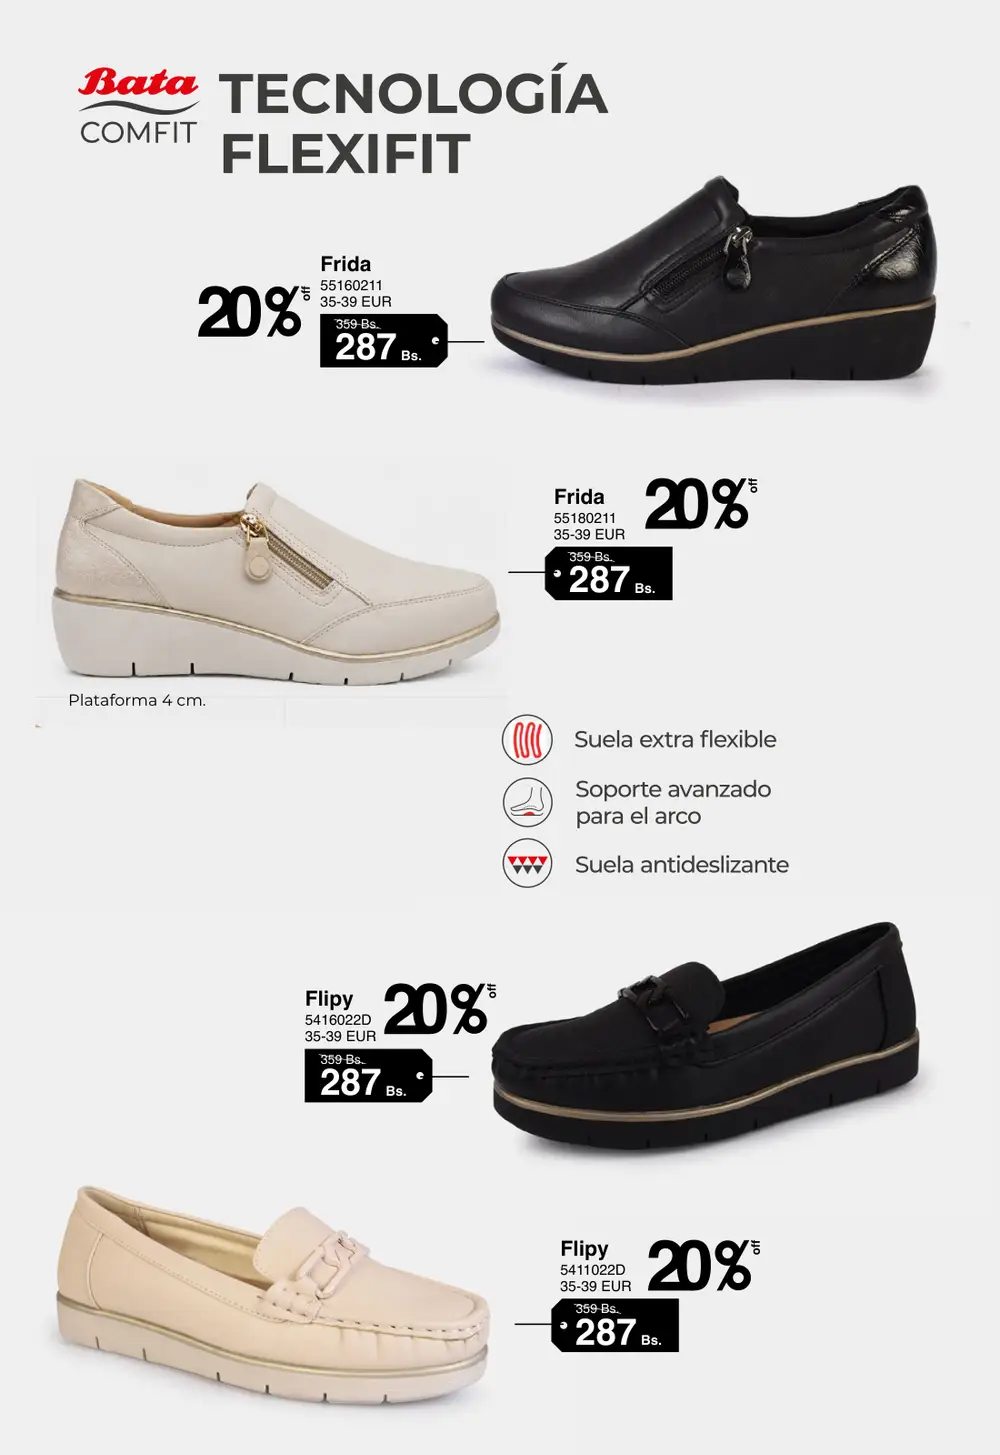 Bata
COMFIT
TECNOLOGÍA
FLEXIFIT
Frida
55160211
35-39 EUR
20% off
359 Bs.
287 Bs.
Frida
55180211
35-39 EUR
20% off
359 Bs.
287 Bs.
Plataforma 4 cm.
Suela extra flexible
Soporte avanzado
para el arco
Suela antideslizante
Flipy
5416022D
35-39 EUR
20% off
359 Bs.
287 Bs.
Flipy
5411022D
35-39 EUR
20% off
359 Bs.
287 Bs.